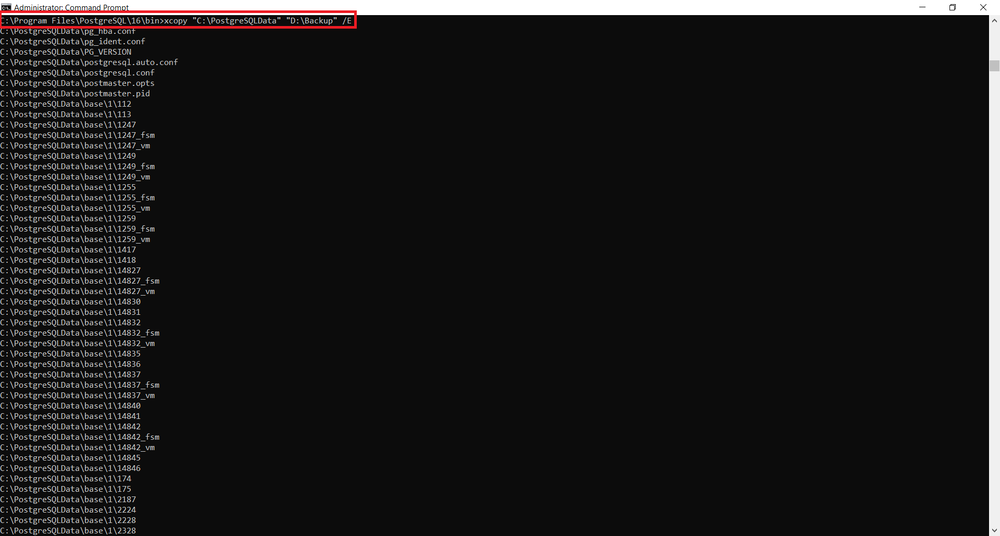 Administrator: Command Prompt
C:\Program Files\PostgreSQL\16\bin>xcopy "C:\PostgreSQLData" "D:\Backup" /E
C:\PostgreSQLData\pg_hba.conf
C:\PostgreSQLData\pg_ident.conf
C:\PostgreSQLData\PG_VERSION
C:\PostgreSQLData\postgresql.auto.conf
C:\PostgreSQLData\postgresql.conf
C:\PostgreSQLData\postmaster.opts
C:\PostgreSQLData\postmaster.pid
C:\PostgreSQLData\base\1\112
C:\PostgreSQLData\base\1\113
C:\PostgreSQLData\base\1\1247
C:\PostgreSQLData\base\1\1247_fsm
C:\PostgreSQLData\base\1\1247_vm
C:\PostgreSQLData\base\1\1249
C:\PostgreSQLData\base\1\1249_fsm
C:\PostgreSQLData\base\1\1249_vm
C:\PostgreSQLData\base\1\1255
C:\PostgreSQLData\base\1\1255_fsm
C:\PostgreSQLData\base\1\1255_vm
C:\PostgreSQLData\base\1\1259
C:\PostgreSQLData\base\1\1259_fsm
C:\PostgreSQLData\base\1\1259_vm
C:\PostgreSQLData\base\1\1417
C:\PostgreSQLData\base\1\1418
C:\PostgreSQLData\base\1\14827
C:\PostgreSQLData\base\1\14827_fsm
C:\PostgreSQLData\base\1\14827_vm
C:\PostgreSQLData\base\1\14830
C:\PostgreSQLData\base\1\14831
C:\PostgreSQLData\base\1\14832
C:\PostgreSQLData\base\1\14832_fsm
C:\PostgreSQLData\base\1\14832_vm
C:\PostgreSQLData\base\1\14835
C:\PostgreSQLData\base\1\14836
C:\PostgreSQLData\base\1\14837
C:\PostgreSQLData\base\1\14837_fsm
C:\PostgreSQLData\base\1\14837_vm
C:\PostgreSQLData\base\1\14840
C:\PostgreSQLData\base\1\14841
C:\PostgreSQLData\base\1\14842
C:\PostgreSQLData\base\1\14842_fsm
C:\PostgreSQLData\base\1\14842_vm
C:\PostgreSQLData\base\1\14845
C:\PostgreSQLData\base\1\14846
C:\PostgreSQLData\base\1\174
C:\PostgreSQLData\base\1\175
C:\PostgreSQLData\base\1\2187
C:\PostgreSQLData\base\1\2224
C:\PostgreSQLData\base\1\2228
C:\PostgreSQLData\base\1\2328